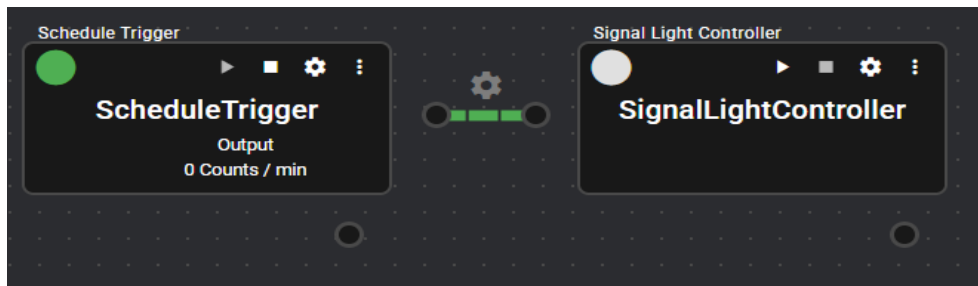 Schedule Trigger
ScheduleTrigger
Output
0 Counts / min
Signal Light Controller
SignalLightController